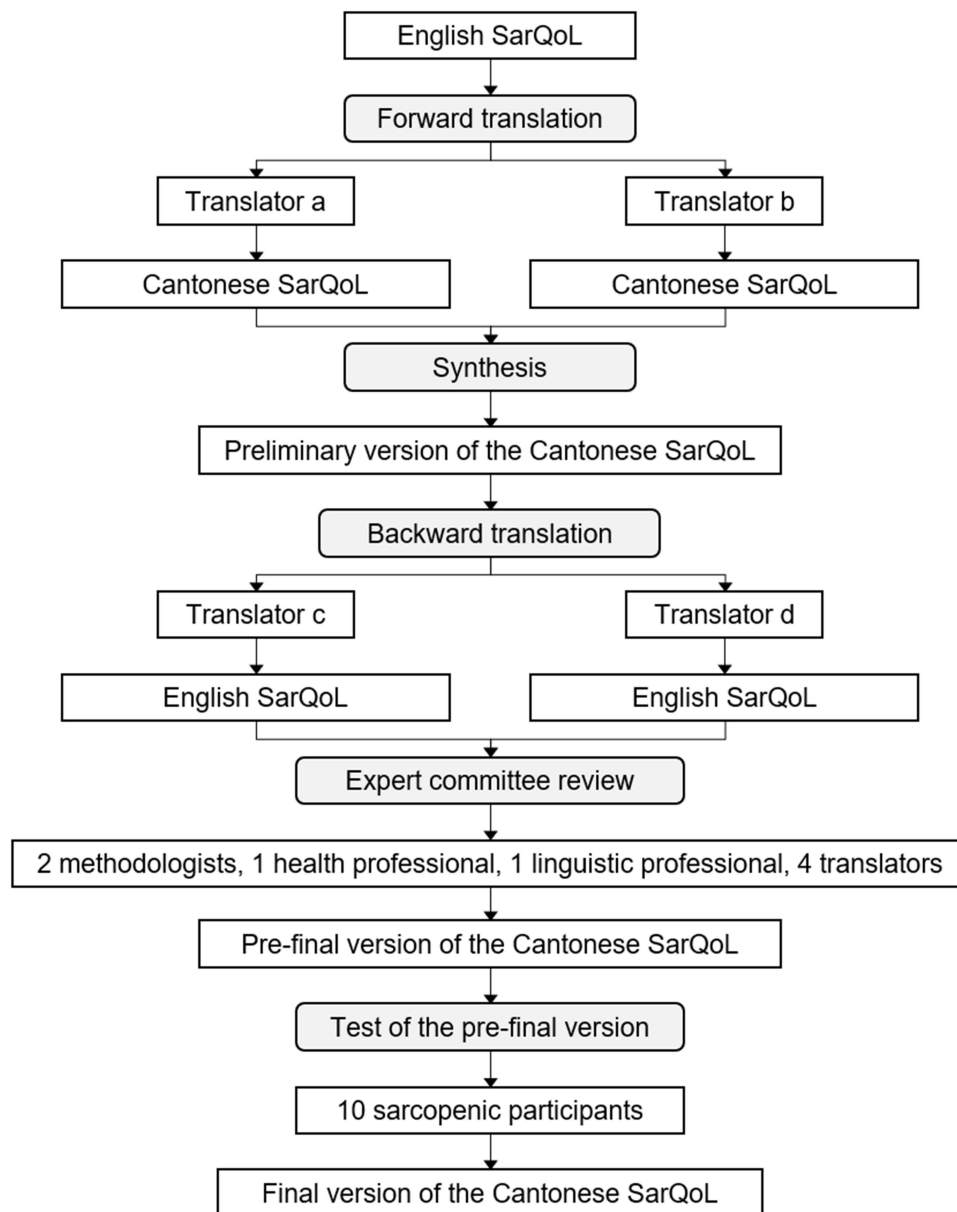 English SarQoL
Forward translation
Translator a
Translator b
Cantonese SarQoL
Cantonese SarQoL
Synthesis
Preliminary version of the Cantonese SarQoL
Backward translation
Translator c
Translator d
English SarQoL
English SarQoL
Expert committee review
2 methodologists, 1 health professional, 1 linguistic professional, 4 translators
Pre-final version of the Cantonese SarQoL
Test of the pre-final version
10 sarcopenic participants
Final version of the Cantonese SarQoL